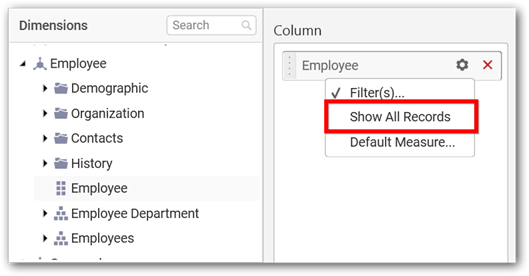 Dimensions
Search
Employee
Demographic
Organization
Contacts
History
Employee
Employee Department
Employees
Column
Employee
Filter(s)...
Show All Records
Default Measure...